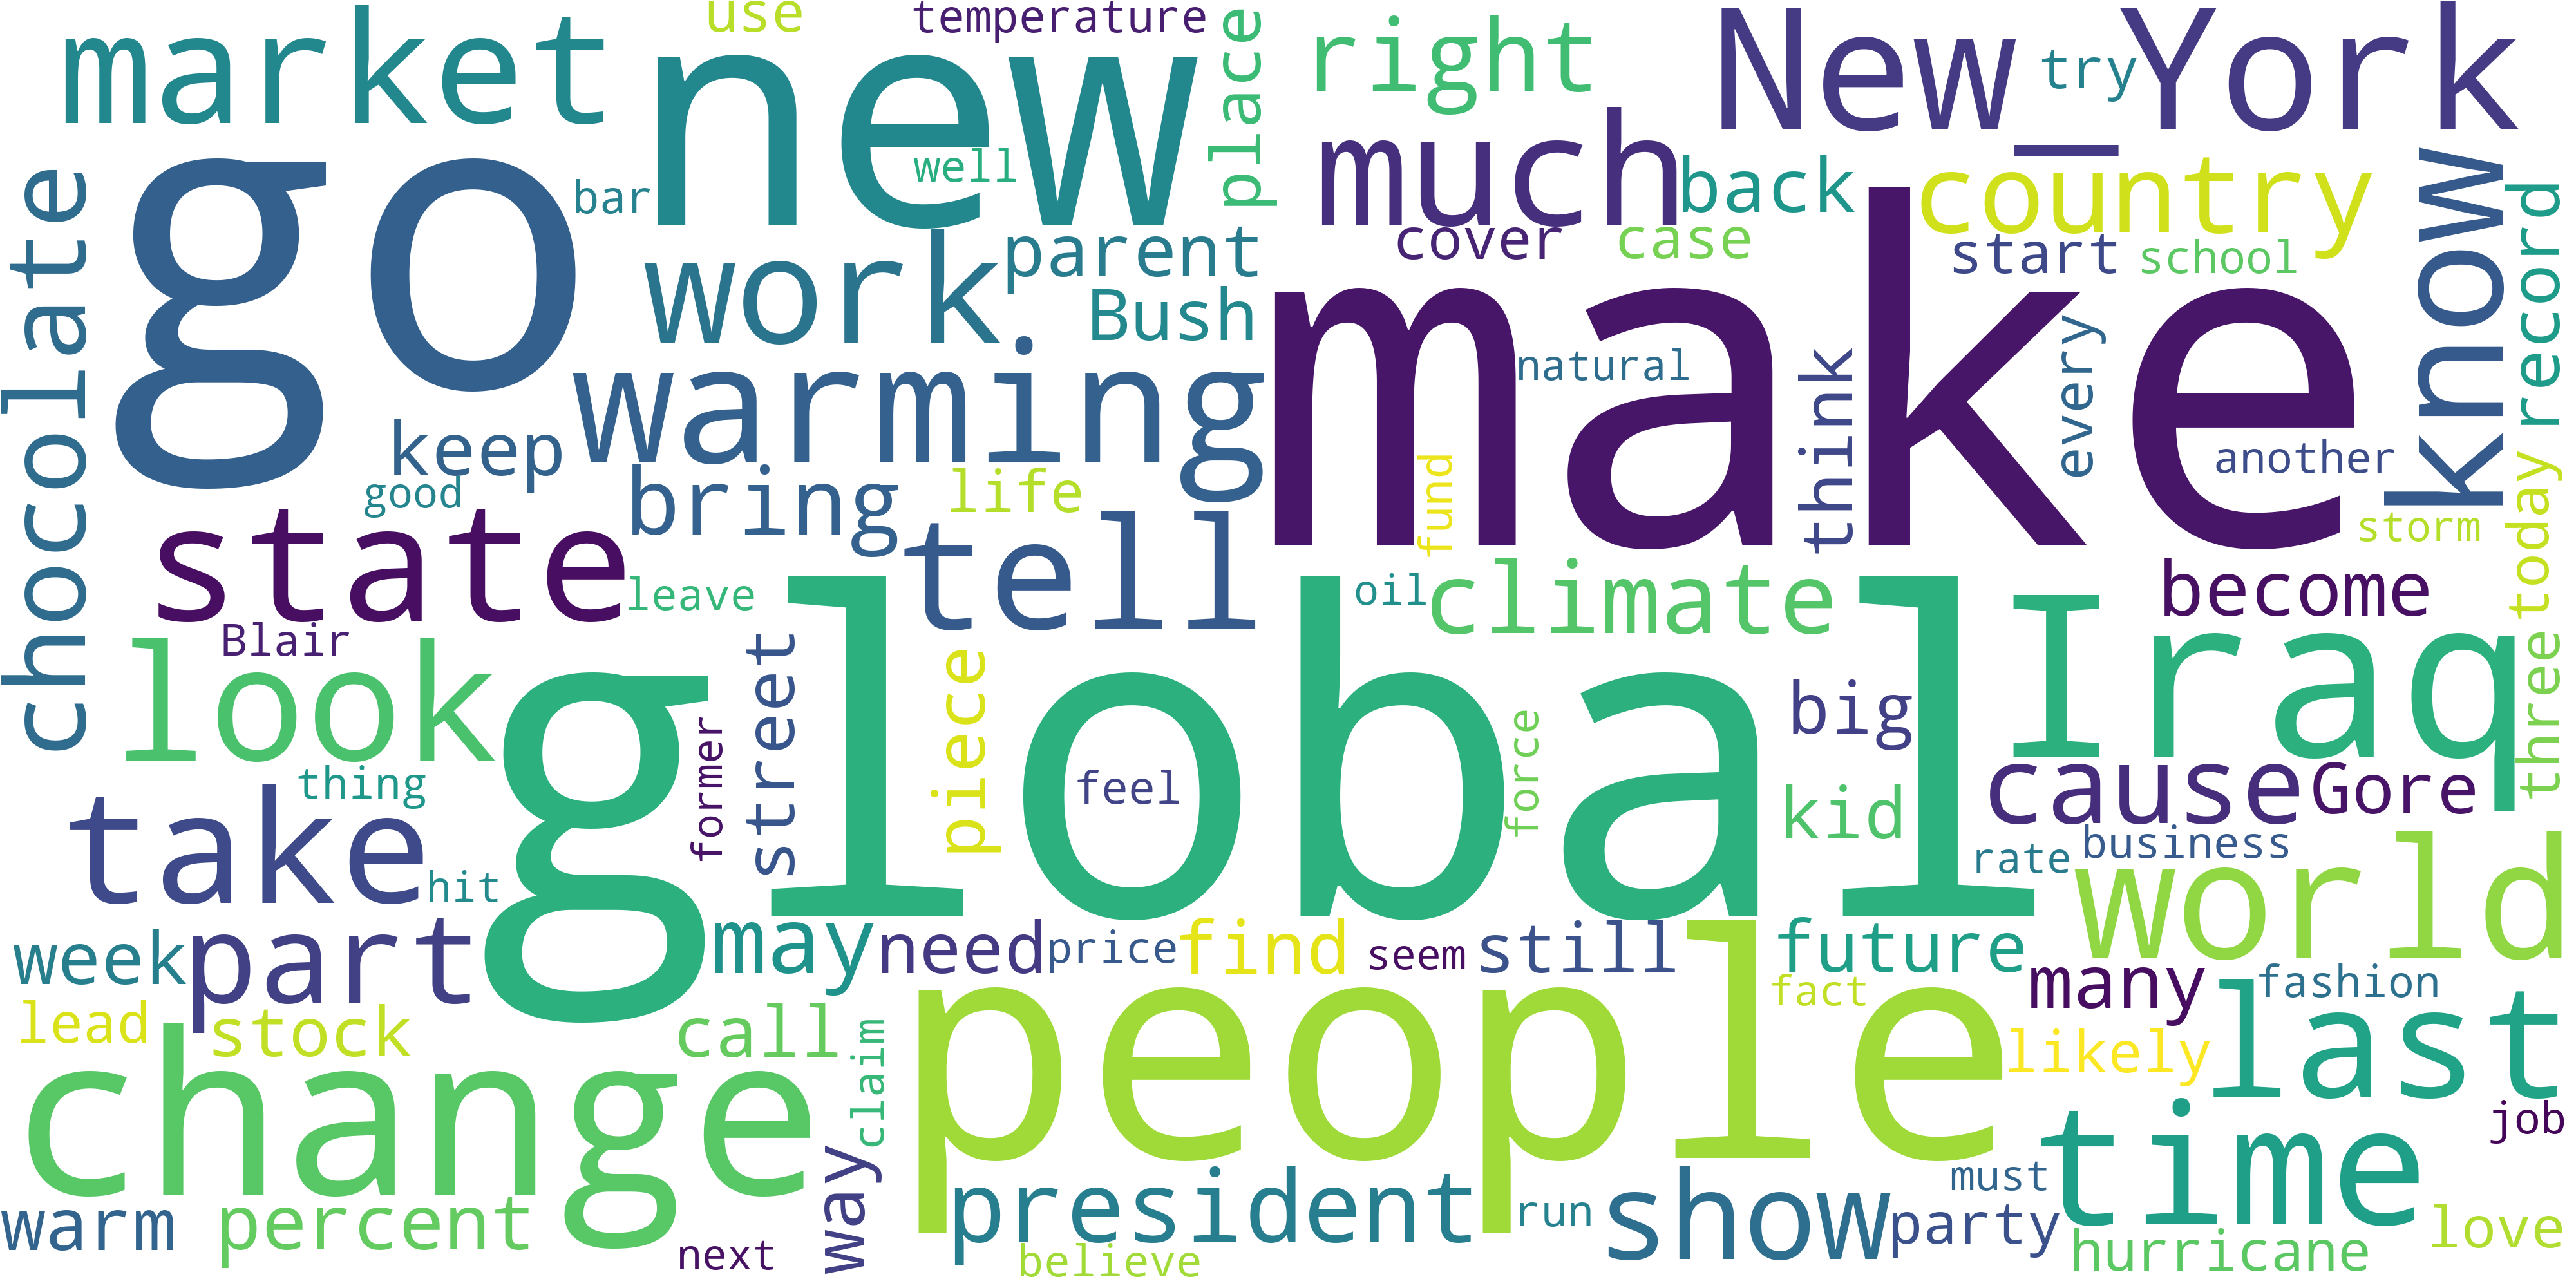 use
temperature
market
new
place
right
New_York
try
go
bar
well
much
back
country
know
chocolate
work
parent
cover
case
start
school
record
Bush
make
warming
natural
think
every
another
keep
good
bring
life
fund
storm
today
state
tell
leave
oil
climate
become
Blair
look
global
Iraq
street
piece
big
three
former
force
thing
feel
kid
cause
Gore
take
hit
rate
business
world
week
part
may
need
price
find
seem
still
future
many
fashion
fact
lead
stock
call
claim
people
likely
last
change
job
time
way
president
run
show
must
party
warm
percent
next
believe
hurricane
love